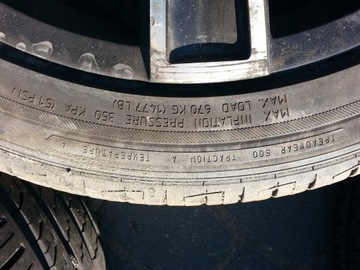 MAX. LOAD 670 KG (1477 LB).
MAX. INFLATION PRESSURE 350 KPA (51 PSI)
TREADWEAR 500 TRACTION A TEMPERATURE A